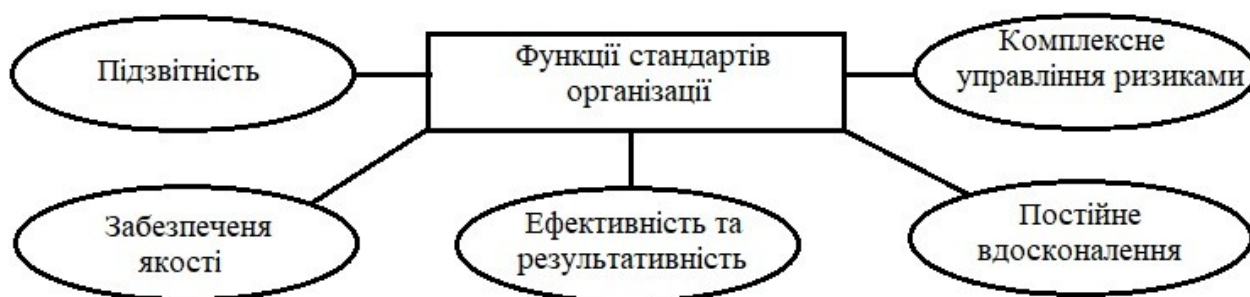 Підзвітність
Функції стандартів
організації
Комплексне
управління ризиками
Забезпеченя
якості
Ефективність та
результативність
Постійне
вдосконалення